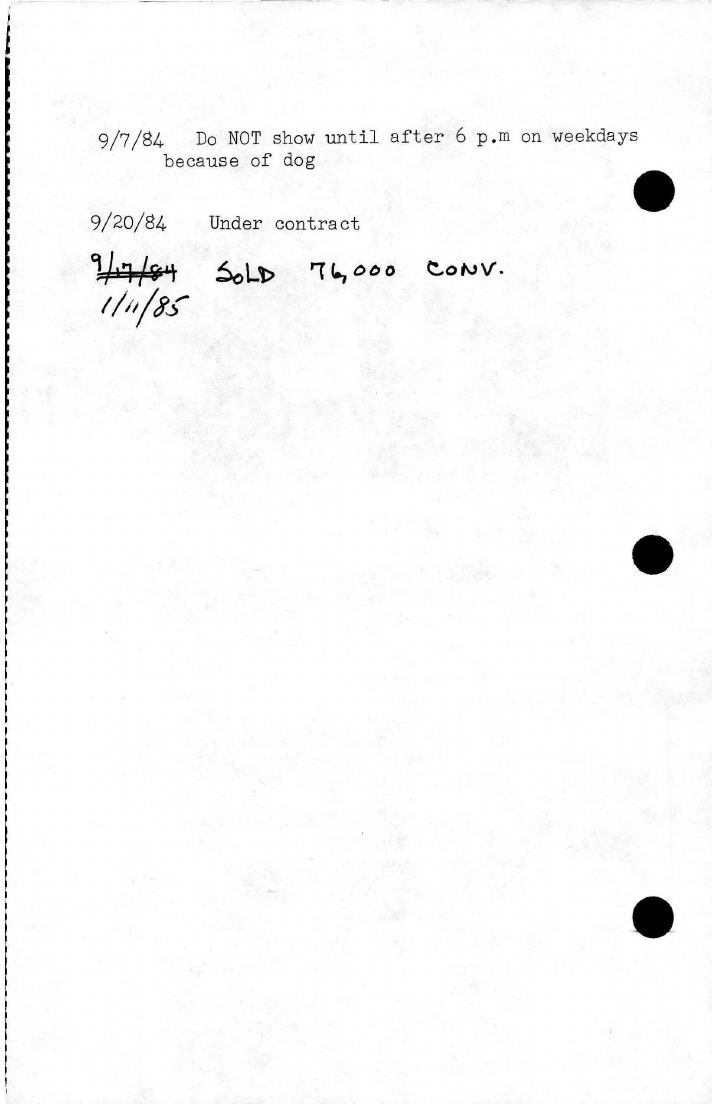 9/7/84 Do NOT show until after 6 p.m on weekdays
because of dog
9/20/84 Under contract
9/17/84 SOLD 76,000 CONV.
1/11/85